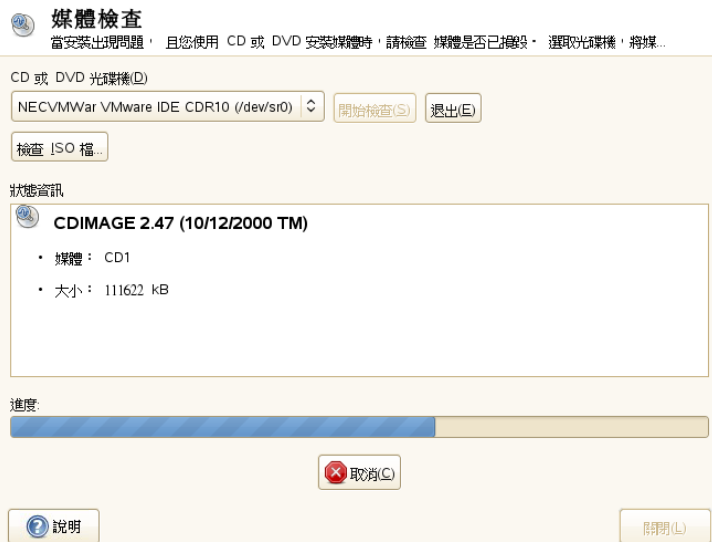 媒體檢查
當安裝出現問題， 且您使用 CD 或 DVD 安裝媒體時，請檢查 媒體是否已損毀。 選取光碟機，將媒...
CD 或 DVD 光碟機(D)
NECVMWar VMware IDE CDR10 (/dev/sr0) 開始檢查(S) 退出(E)
檢查 ISO 檔...
狀態資訊
CDIMAGE 2.47 (10/12/2000 TM)
• 媒體： CD1
• 大小： 111622 kB
進度:
取消(C)
說明 關閉(L)